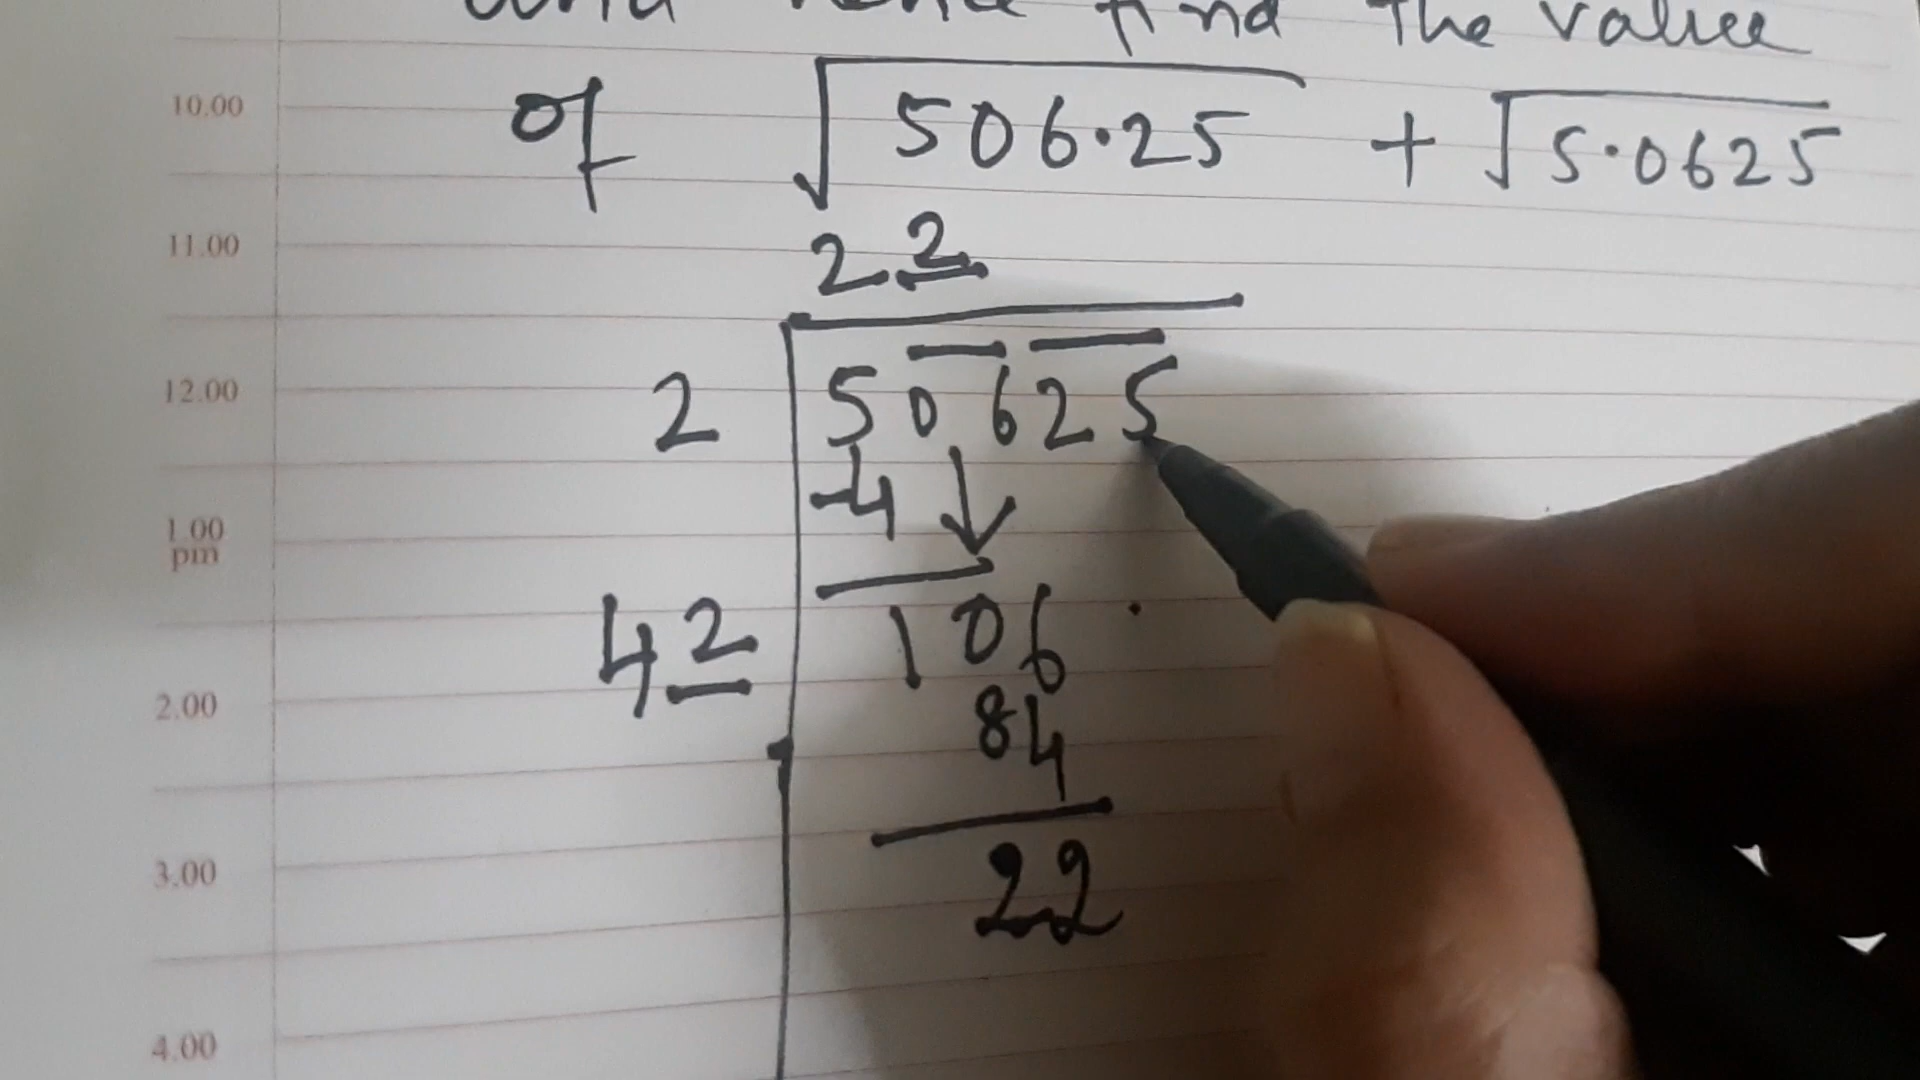 find the value
10.00 of √506.25 + √5.0625
11.00 22
12.00 2 50625
-4
1.00 pm
42 106
2.00 84
3.00 22
4.00